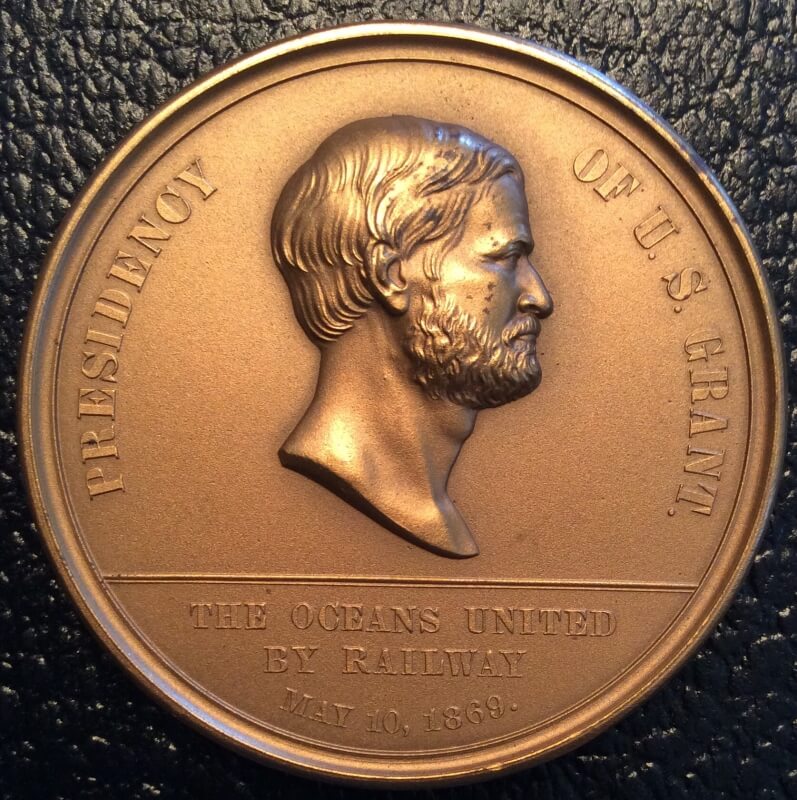 PRESIDENCY OF U.S. GRANT.
THE OCEANS UNITED
BY RAILWAY
MAY 10, 1869.